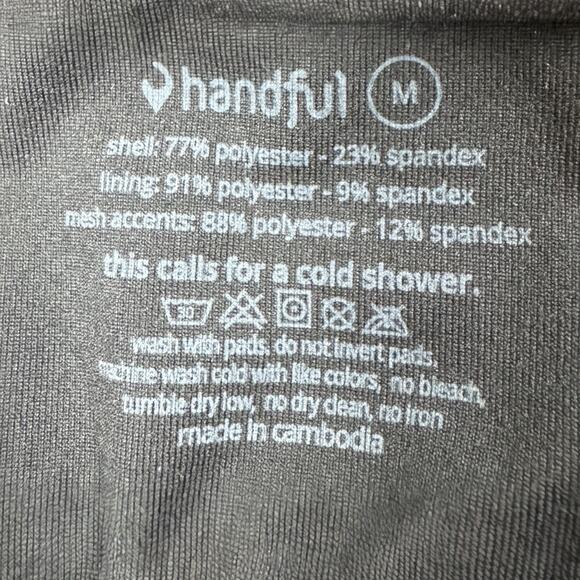 handful M
shell: 77% polyester - 23% spandex
lining: 91% polyester - 9% spandex
mesh accents: 88% polyester - 12% spandex
this calls for a cold shower.
30
wash with pads. do not invert pads.
machine wash cold with like colors, no bleach,
tumble dry low, no dry clean, no iron
made in cambodia